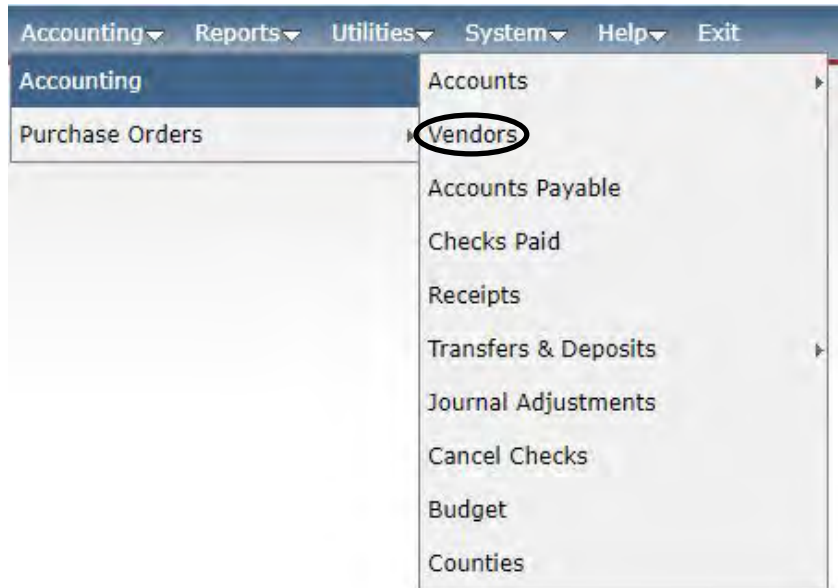 Accounting Reports Utilities System Help Exit
Accounting
Purchase Orders
Accounts
Vendors
Accounts Payable
Checks Paid
Receipts
Transfers & Deposits
Journal Adjustments
Cancel Checks
Budget
Counties